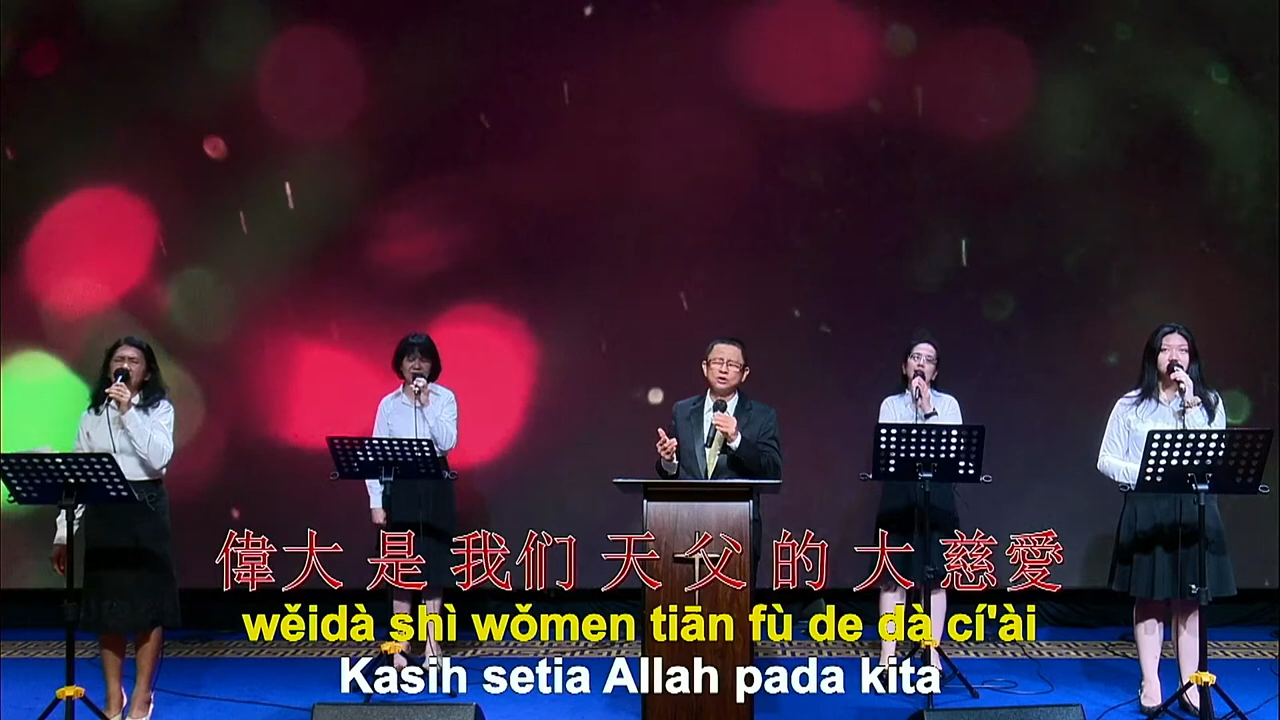 偉大 是 我们 天 父 的 大 慈愛
wěidà shì wǒmen tiān fù de dà cí'ài
Kasih setia Allah pada kita